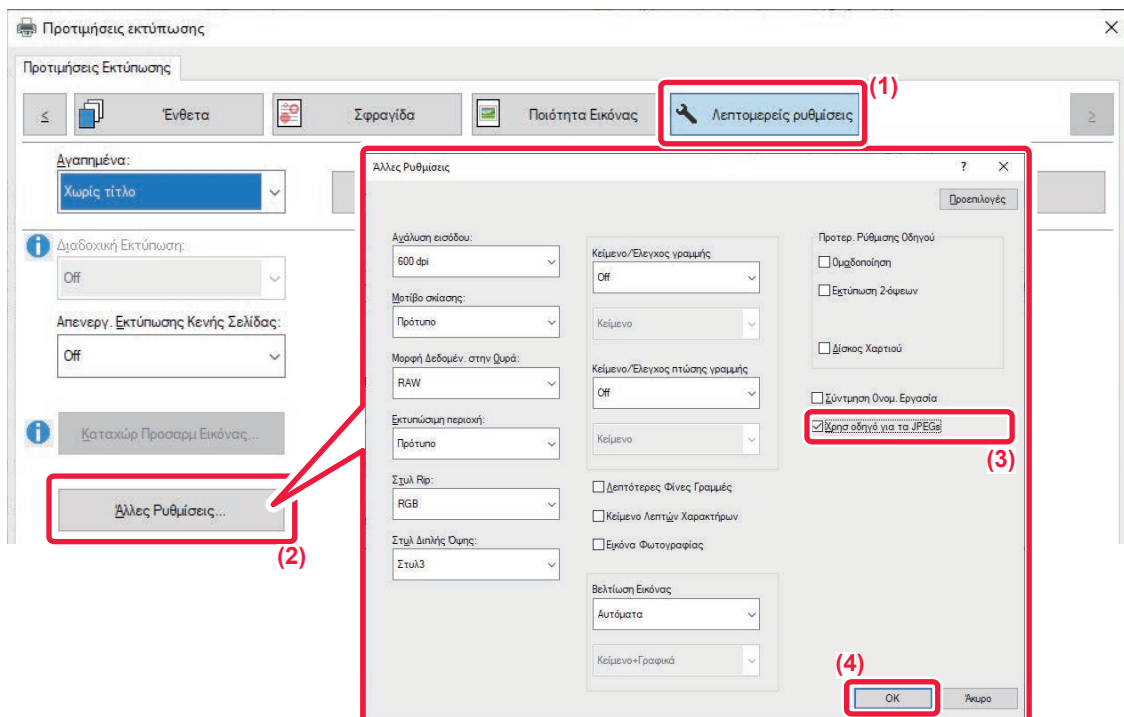 Προτιμήσεις εκτύπωσης
Προτιμήσεις Εκτύπωσης
(1)
<
Ένθετα
Σφραγίδα
Ποιότητα Εικόνας
Λεπτομερείς ρυθμίσεις
>
Αγαπημένα:
Χωρίς τίτλο
Διαδοχική Εκτύπωση:
Off
Απενεργ. Εκτύπωσης Κενής Σελίδας:
Off
Καταχώρ Προσαρμ Εικόνας...
Άλλες Ρυθμίσεις...
(2)
Άλλες Ρυθμίσεις
?
Προεπιλογές
Ανάλυση εισόδου:
600 dpi
Μοτίβο σκίασης:
Πρότυπο
Μορφή Δεδομέν. στην Ουρά:
RAW
Εκτυπώσιμη περιοχή:
Πρότυπο
Στυλ Rip:
RGB
Στυλ Διπλής Όψης:
Στυλ3
Κείμενο/Έλεγχος γραμμής
Off
Κείμενο
Κείμενο/Έλεγχος πτώσης γραμμής
Off
Κείμενο
Λεπτότερες Φίνες Γραμμές
Κείμενο Λεπτών Χαρακτήρων
Εικόνα Φωτογραφίας
Βελτίωση Εικόνας
Αυτόματα
Κείμενο+Γραφικά
Προτερ. Ρύθμισης Οδηγού
Ομαδοποίηση
Εκτύπωση 2-όψεων
Δίσκος Χαρτιού
Σύντμηση Ονομ. Εργασία
Χρησ οδηγό για τα JPEGs
(3)
(4)
OK
Άκυρο